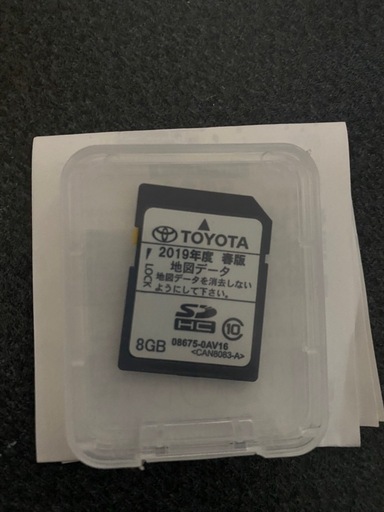 TOYOTA
2019年度 春版
地図データ
地図データを消去しない
ようにして下さい。
LOCK
SD
HC 10
8GB 08675-0AV16
<CAN8083-A>